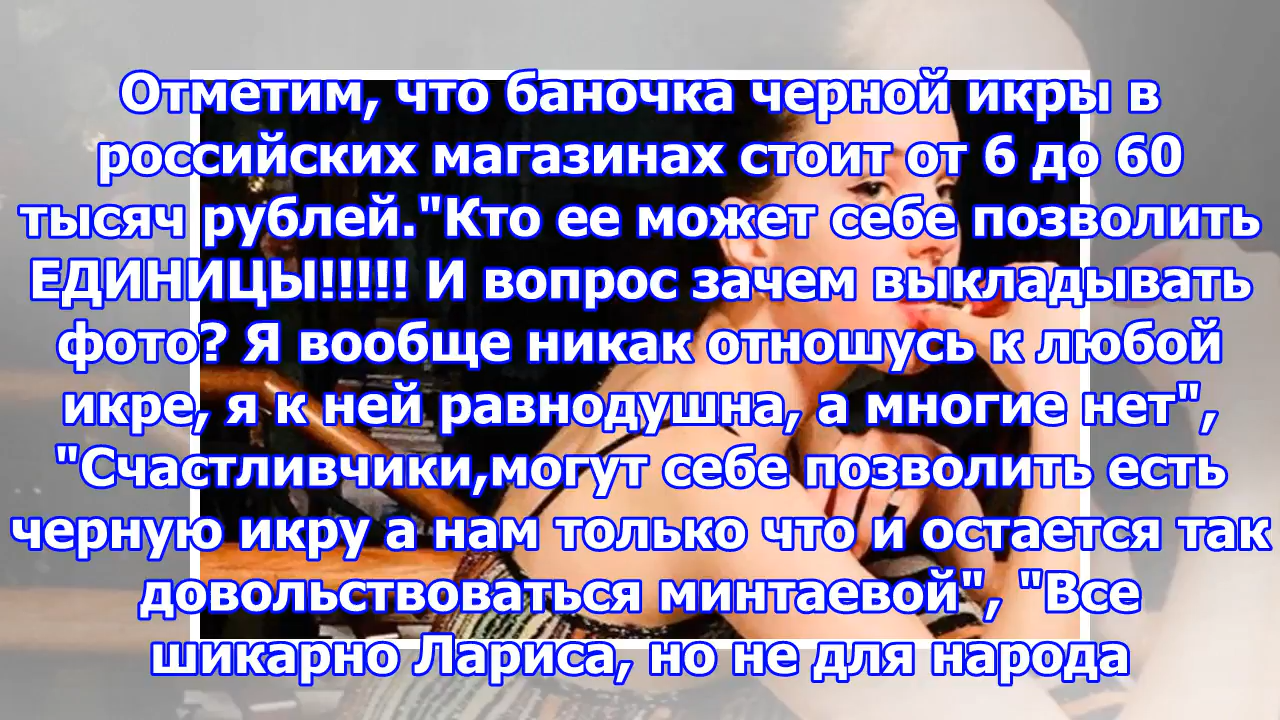 Отметим, что баночка черной икры в
российских магазинах стоит от 6 до 60
тысяч рублей."Кто ее может себе позволить
ЕДИНИЦЫ!!!!! И вопрос зачем выкладывать
фото? Я вообще никак отношусь к любой
икре, я к ней равнодушна, а многие нет",
"Счастливчики,могут себе позволить есть
черную икру а нам только что и остается так
довольствоваться минтаевой", "Все
шикарно Лариса, но не для народа